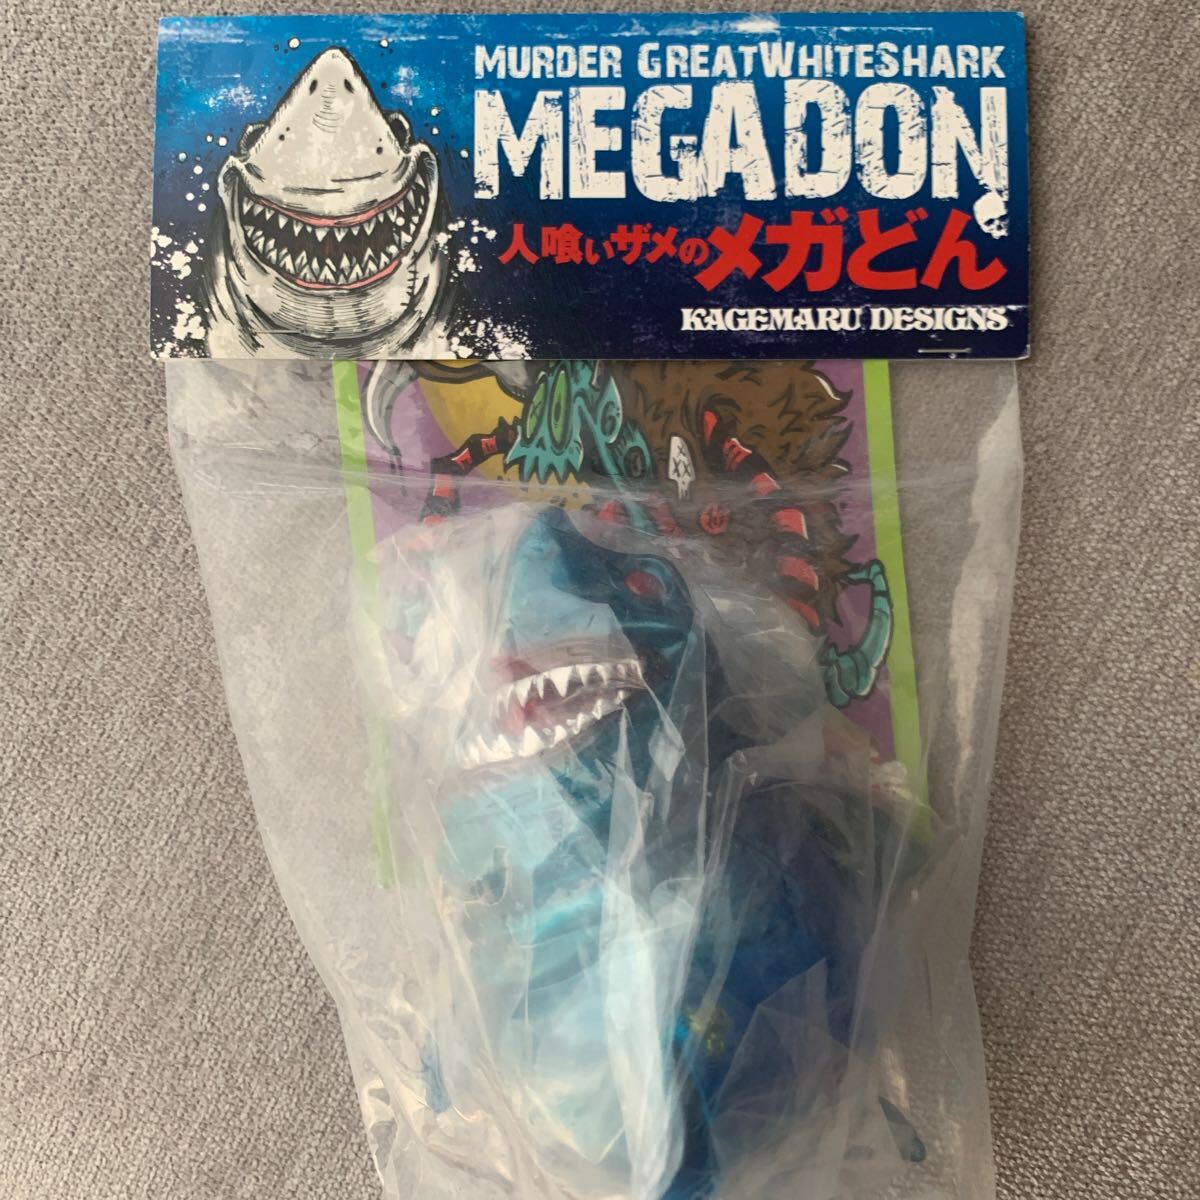 MURDER GREATWHITESHARK
MEGADON
人喰いザメのメガどん
KAGEMARU DESIGNS